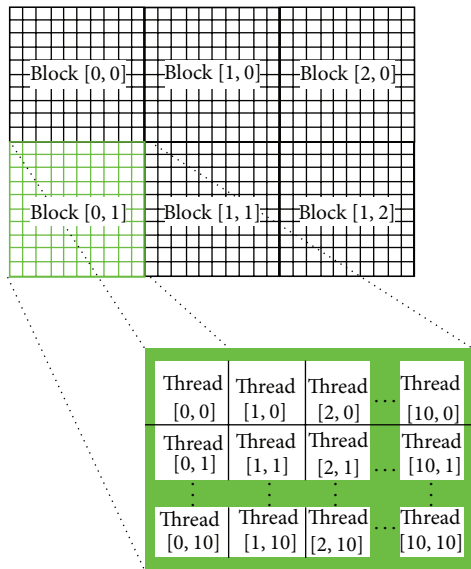 Block [0, 0] Block [1, 0] Block [2, 0]
Block [0, 1] Block [1, 1] Block [1, 2]
Thread Thread Thread Thread
[0, 0] [1, 0] [2, 0] ... [10, 0]
Thread Thread Thread Thread
[0, 1] [1, 1] [2, 1] ... [10, 1]
Thread Thread Thread Thread
[0, 10] [1, 10] [2, 10] ... [10, 10]